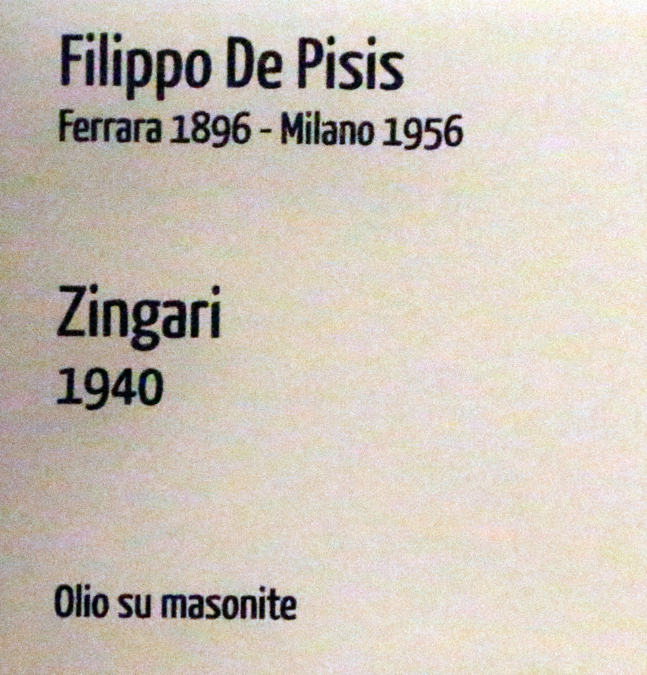 Filippo De Pisis
Ferrara 1896 - Milano 1956
Zingari
1940
Olio su masonite